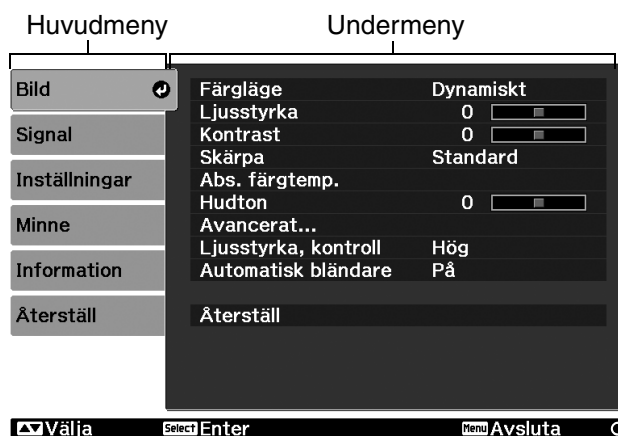 Huvudmeny Undermeny
Bild
Signal
Inställningar
Minne
Information
Återställ
Färgläge Dynamiskt
Ljusstyrka 0
Kontrast 0
Skärpa Standard
Abs. färgtemp.
Hudton 0
Avancerat...
Ljusstyrka, kontroll Hög
Automatisk bländare På
Återställ
Välja Select Enter Menu Avsluta